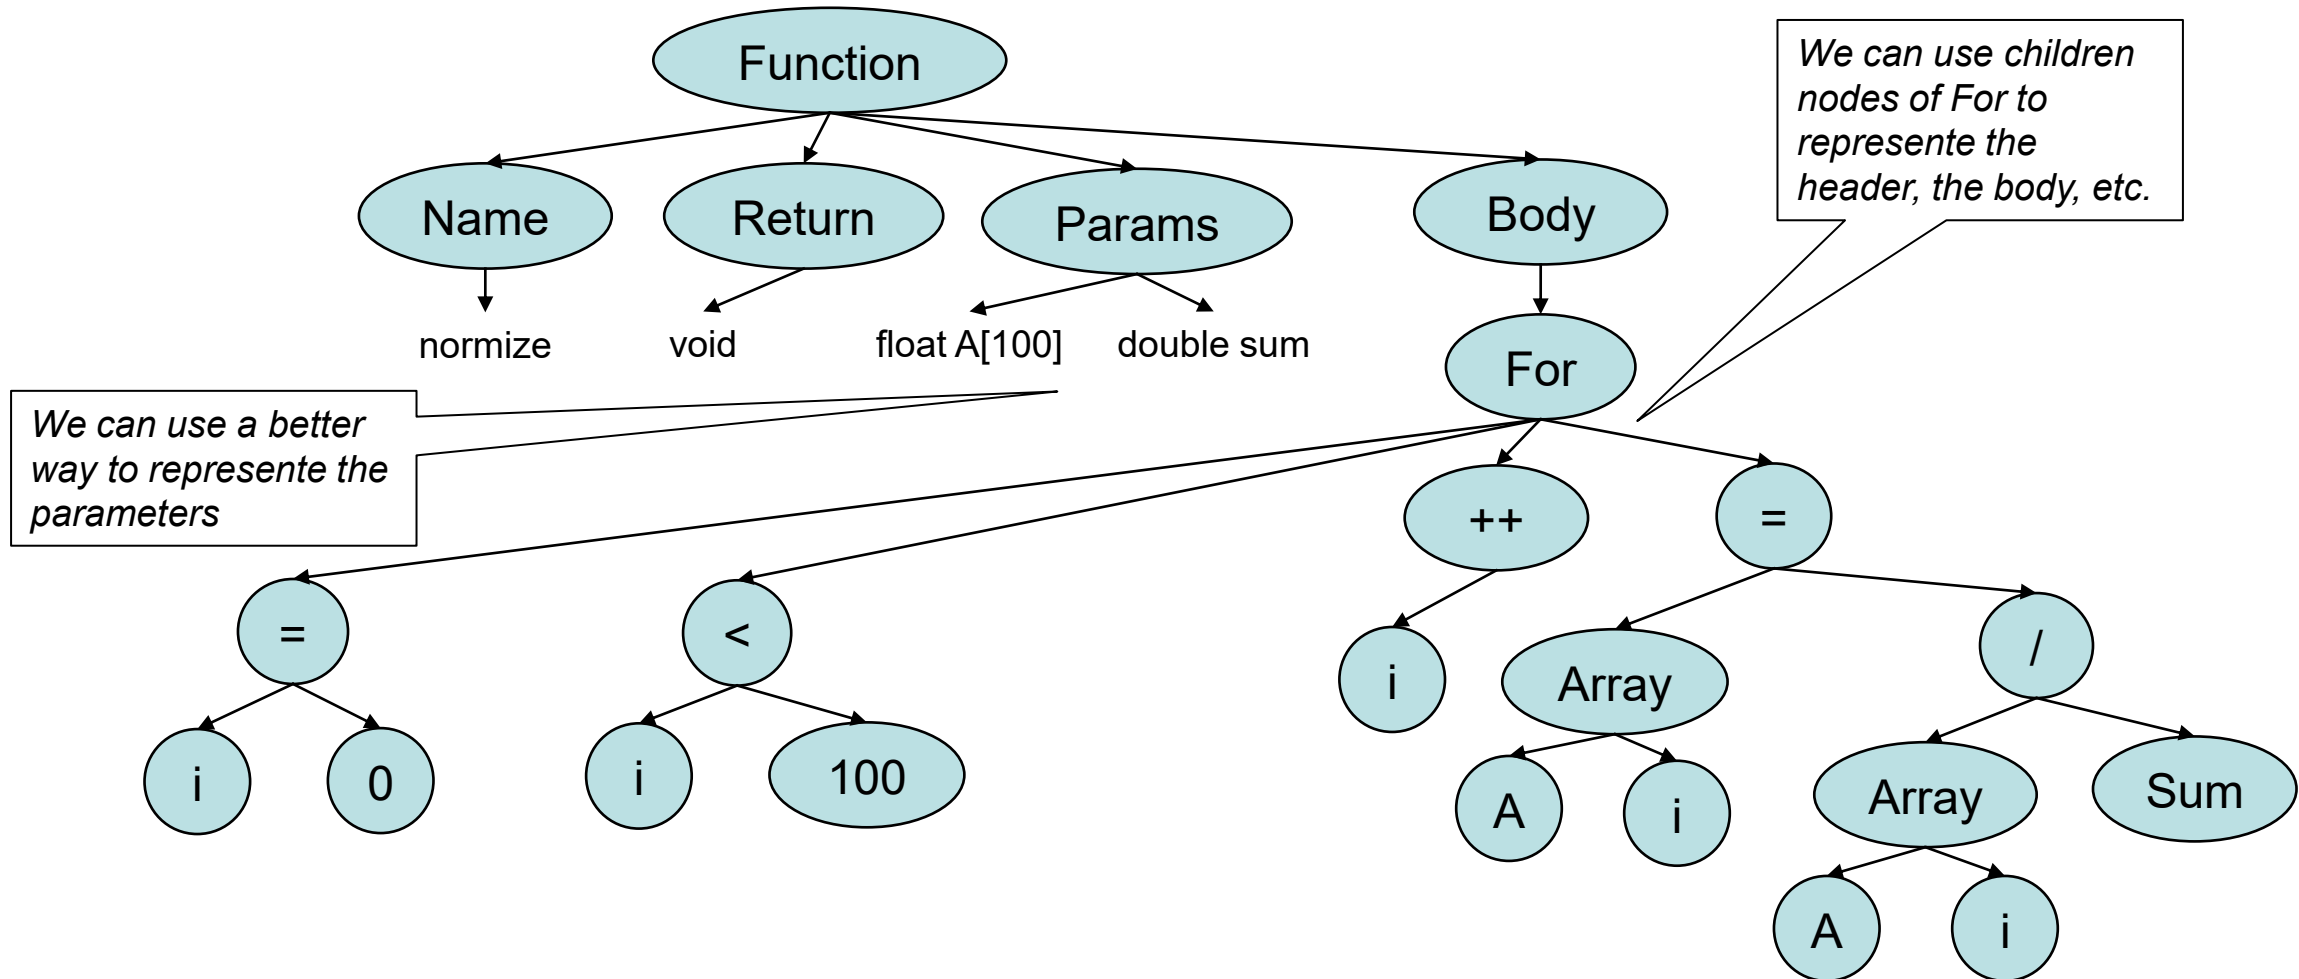 Function
We can use children
nodes of For to
represente the
header, the body, etc.
Name
Return
Params
Body
normize
void
float A[100]
double sum
For
We can use a better
way to represente the
parameters
++
=
=
<
i
Array
/
i
0
i
100
A
i
Array
Sum
A
i